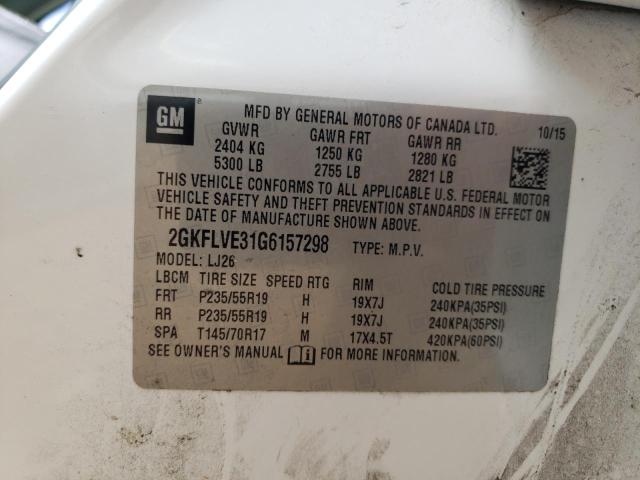 GM ® MFD BY GENERAL MOTORS OF CANADA LTD. 10/15
GVWR GAWR FRT GAWR RR
2404 KG 1250 KG 1280 KG
5300 LB 2755 LB 2821 LB
THIS VEHICLE CONFORMS TO ALL APPLICABLE U.S. FEDERAL MOTOR
VEHICLE SAFETY AND THEFT PREVENTION STANDARDS IN EFFECT ON
THE DATE OF MANUFACTURE SHOWN ABOVE.
2GKFLVE31G6157298 TYPE: M.P.V.
MODEL: LJ26
LBCM TIRE SIZE SPEED RTG RIM COLD TIRE PRESSURE
FRT P235/55R19 H 19X7J 240KPA(35PSI)
RR P235/55R19 H 19X7J 240KPA(35PSI)
SPA T145/70R17 M 17X4.5T 420KPA(60PSI)
SEE OWNER'S MANUAL FOR MORE INFORMATION.